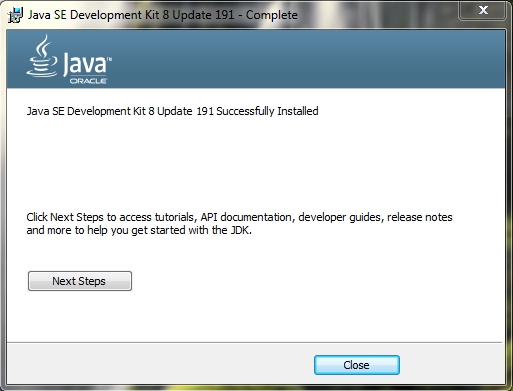 Java SE Development Kit 8 Update 191 - Complete
Java™
ORACLE
Java SE Development Kit 8 Update 191 Successfully Installed
Click Next Steps to access tutorials, API documentation, developer guides, release notes
and more to help you get started with the JDK.
Next Steps
Close